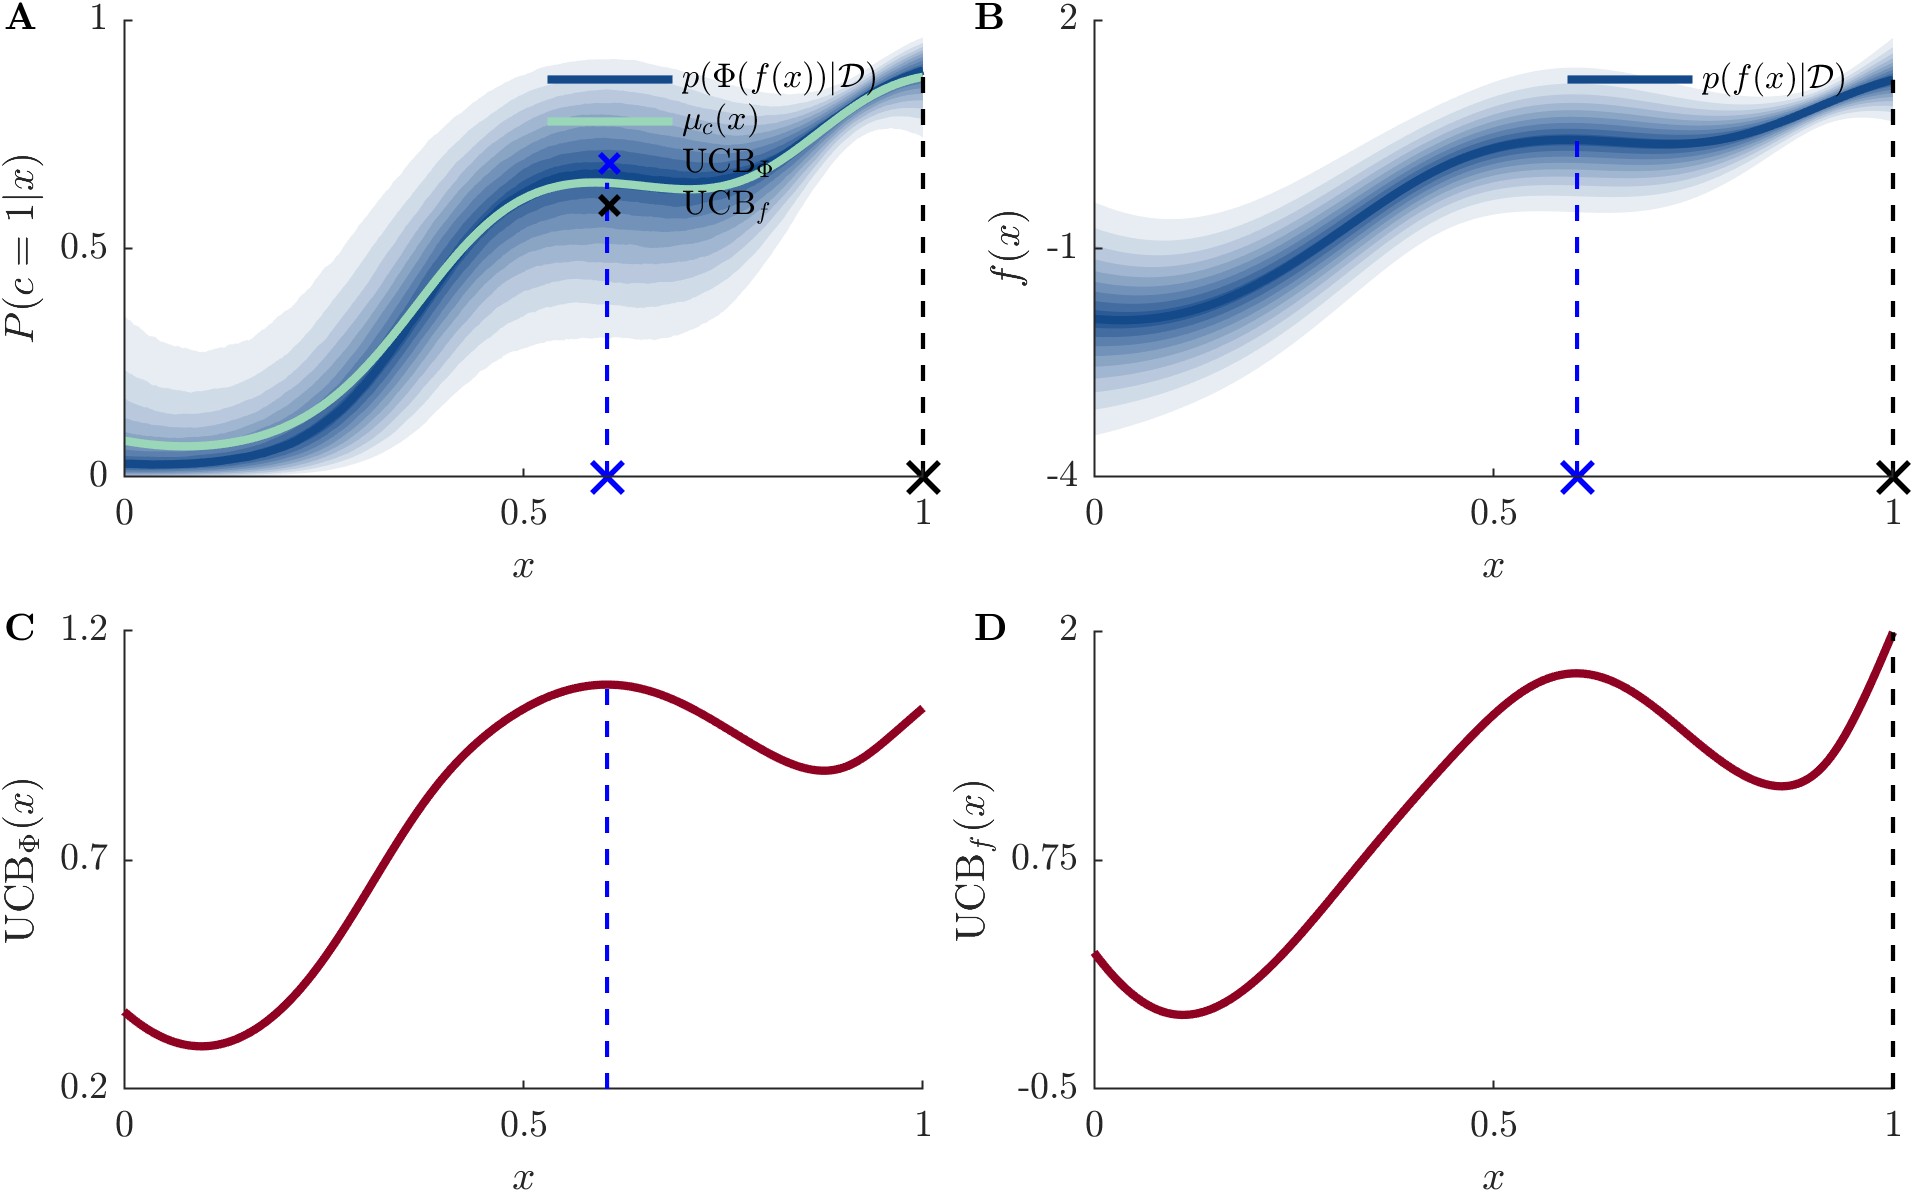 A
1
0.5
0
P(c = 1|x)
p(Φ(f(x))|𝒟)
μ_c(x)
UCB_Φ
UCB_f
0 0.5 1
x
B
2
-1
-4
f(x)
p(f(x)|𝒟)
0 0.5 1
x
C
1.2
0.7
0.2
UCB_Φ(x)
0 0.5 1
x
D
2
0.75
-0.5
UCB_f(x)
0 0.5 1
x